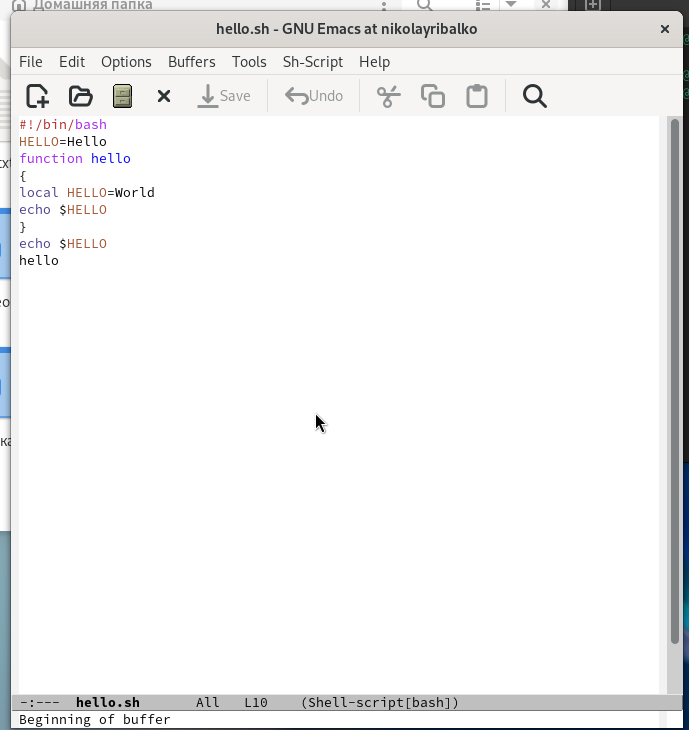 Домашняя папка
hello.sh - GNU Emacs at nikolayribalko
File Edit Options Buffers Tools Sh-Script Help
Save Undo
#!/bin/bash
HELLO=Hello
function hello
{
local HELLO=World
echo $HELLO
}
echo $HELLO
hello
-:--- hello.sh All L10 (Shell-script[bash])
Beginning of buffer